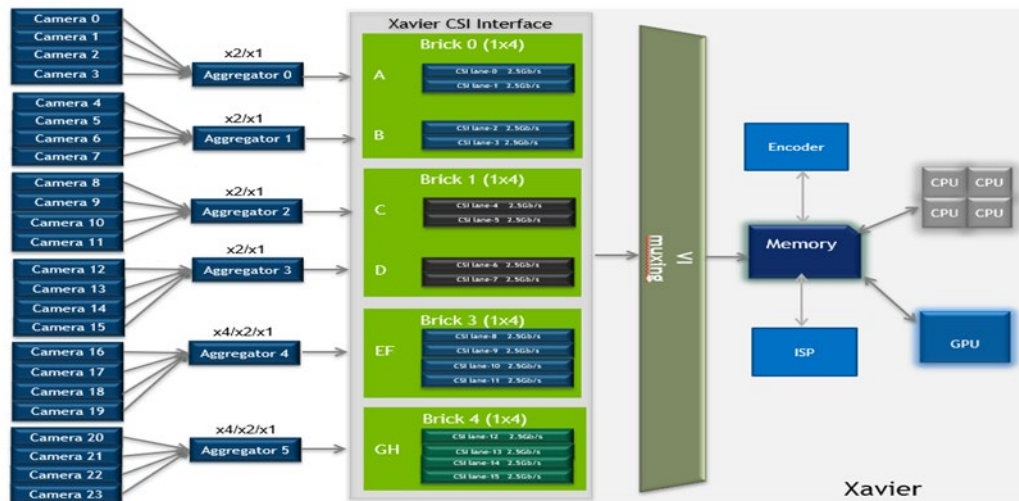 Camera 0
Camera 1
Camera 2
Camera 3
x2/x1
Aggregator 0
Camera 4
Camera 5
Camera 6
Camera 7
x2/x1
Aggregator 1
Camera 8
Camera 9
Camera 10
Camera 11
x2/x1
Aggregator 2
Camera 12
Camera 13
Camera 14
Camera 15
x2/x1
Aggregator 3
Camera 16
Camera 17
Camera 18
Camera 19
x4/x2/x1
Aggregator 4
Camera 20
Camera 21
Camera 22
Camera 23
x4/x2/x1
Aggregator 5
Xavier CSI Interface
Brick 0 (1x4)
A
CSI lane-0 2.5Gb/s
CSI lane-1 2.5Gb/s
B
CSI lane-2 2.5Gb/s
CSI lane-3 2.5Gb/s
Brick 1 (1x4)
C
CSI lane-4 2.5Gb/s
CSI lane-5 2.5Gb/s
D
CSI lane-6 2.5Gb/s
CSI lane-7 2.5Gb/s
Brick 3 (1x4)
EF
CSI lane-8 2.5Gb/s
CSI lane-9 2.5Gb/s
CSI lane-10 2.5Gb/s
CSI lane-11 2.5Gb/s
Brick 4 (1x4)
GH
CSI lane-12 2.5Gb/s
CSI lane-13 2.5Gb/s
CSI lane-14 2.5Gb/s
CSI lane-15 2.5Gb/s
VI
muxing
Encoder
Memory
ISP
CPU CPU
CPU CPU
GPU
Xavier